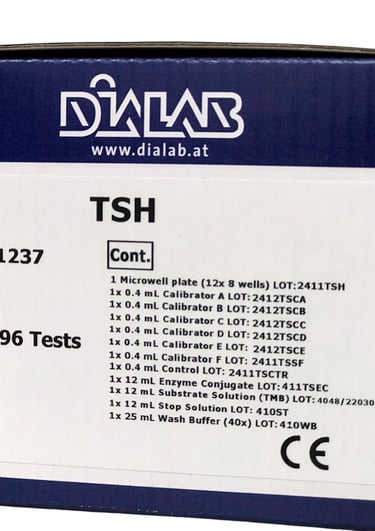 DIALAB
www.dialab.at
TSH
1237
Cont.
1 Microwell plate (12x 8 wells) LOT:2411TSH
1x 0.4 mL Calibrator A LOT: 2412TSCA
1x 0.4 mL Calibrator B LOT: 2412TSCB
1x 0.4 mL Calibrator C LOT: 2412TSCC
1x 0.4 mL Calibrator D LOT: 2412TSCD
1x 0.4 mL Calibrator E LOT: 2412TSCE
1x 0.4 mL Calibrator F LOT: 2411TSSF
96 Tests
1x 0.4 mL Control LOT: 2411TSCTR
1x 12 mL Enzyme Conjugate LOT: 411TSEC
1x 12 mL Substrate Solution (TMB) LOT: 4048/22030
1x 12 mL Stop Solution LOT: 410ST
1x 25 mL Wash Buffer (40x) LOT:410WB
CE